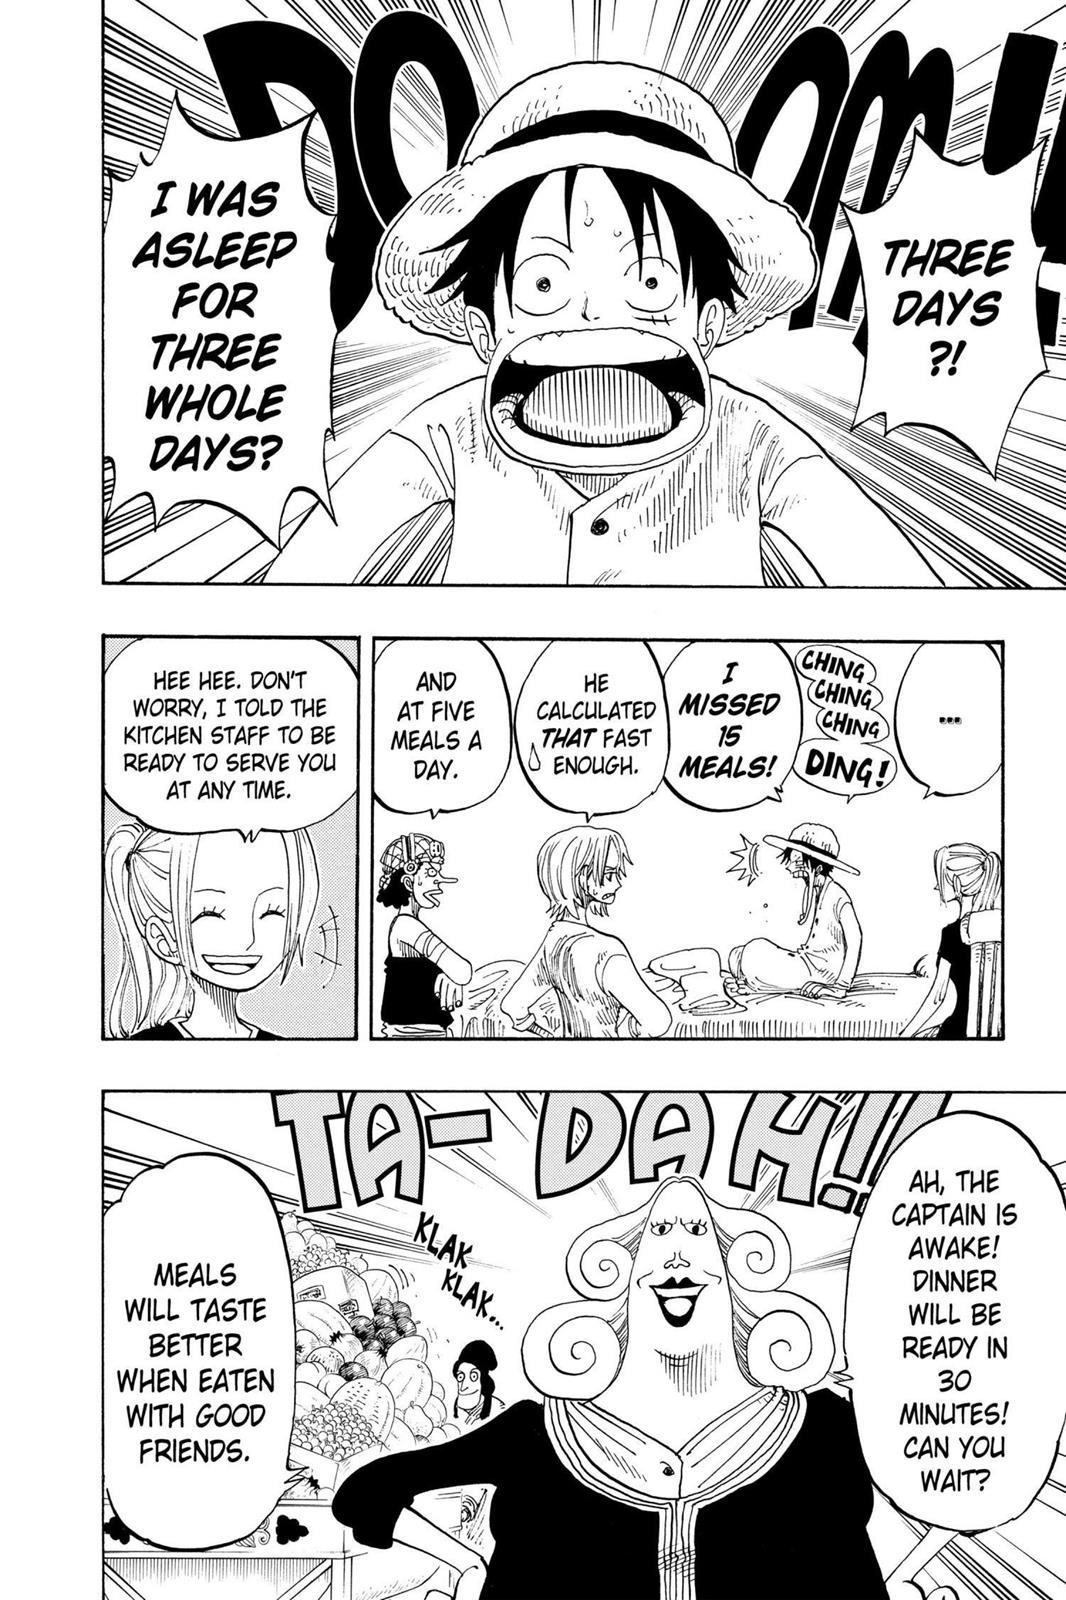 DOOM!
THREE
DAYS
?!
I WAS
ASLEEP
FOR
THREE
WHOLE
DAYS?
...
CHING
CHING
CHING
DING!
I
MISSED
15
MEALS!
HE
CALCULATED
THAT FAST
ENOUGH.
AND
AT FIVE
MEALS A
DAY.
HEE HEE. DON'T
WORRY, I TOLD THE
KITCHEN STAFF TO BE
READY TO SERVE YOU
AT ANY TIME.
TA-DAH!!
AH, THE
CAPTAIN IS
AWAKE!
DINNER
WILL BE
READY IN
30
MINUTES!
CAN YOU
WAIT?
KLAK
KLAK...
MEALS
WILL TASTE
BETTER
WHEN EATEN
WITH GOOD
FRIENDS.